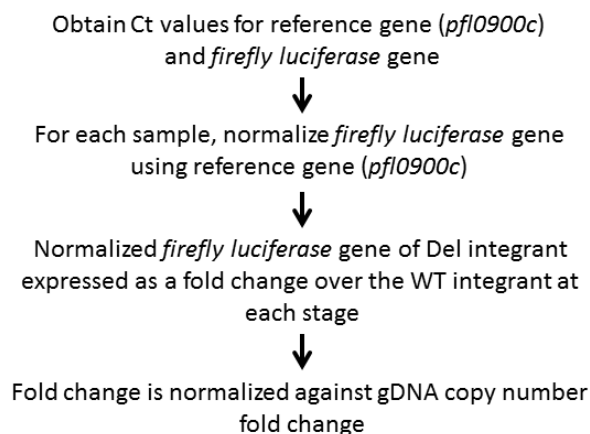 Obtain Ct values for reference gene (pfl0900c)
and firefly luciferase gene
For each sample, normalize firefly luciferase gene
using reference gene (pfl0900c)
Normalized firefly luciferase gene of Del integrant
expressed as a fold change over the WT integrant at
each stage
Fold change is normalized against gDNA copy number
fold change